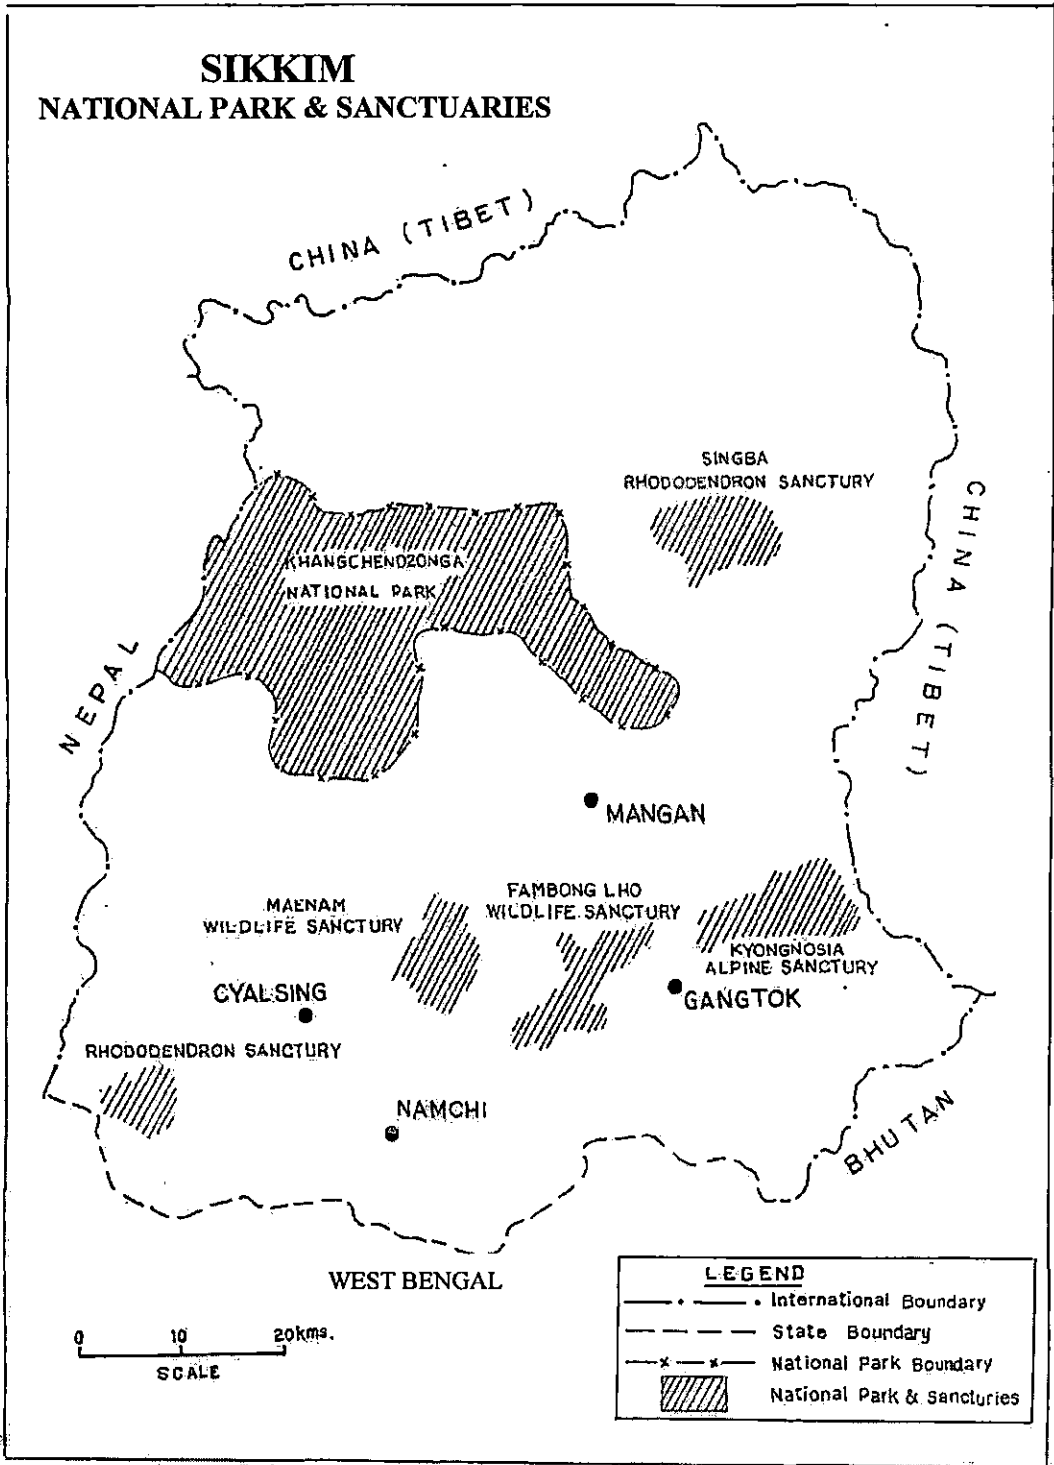 SIKKIM
NATIONAL PARK & SANCTUARIES
CHINA (TIBET)
SINGBA
RHODODENDRON SANCTURY
CHINA (TIBET)
KHANGCHENDZONGA
NATIONAL PARK
NEPAL
MANGAN
MAENAM
WILDLIFE SANCTURY
FAMBONG LHO
WILDLIFE SANCTURY
KYONGNOSIA
ALPINE SANCTURY
GYALSING
GANGTOK
RHODODENDRON SANCTURY
NAMCHI
BHUTAN
WEST BENGAL
0 10 20kms.
SCALE
LEGEND
International Boundary
State Boundary
National Park Boundary
National Park & Sancturies